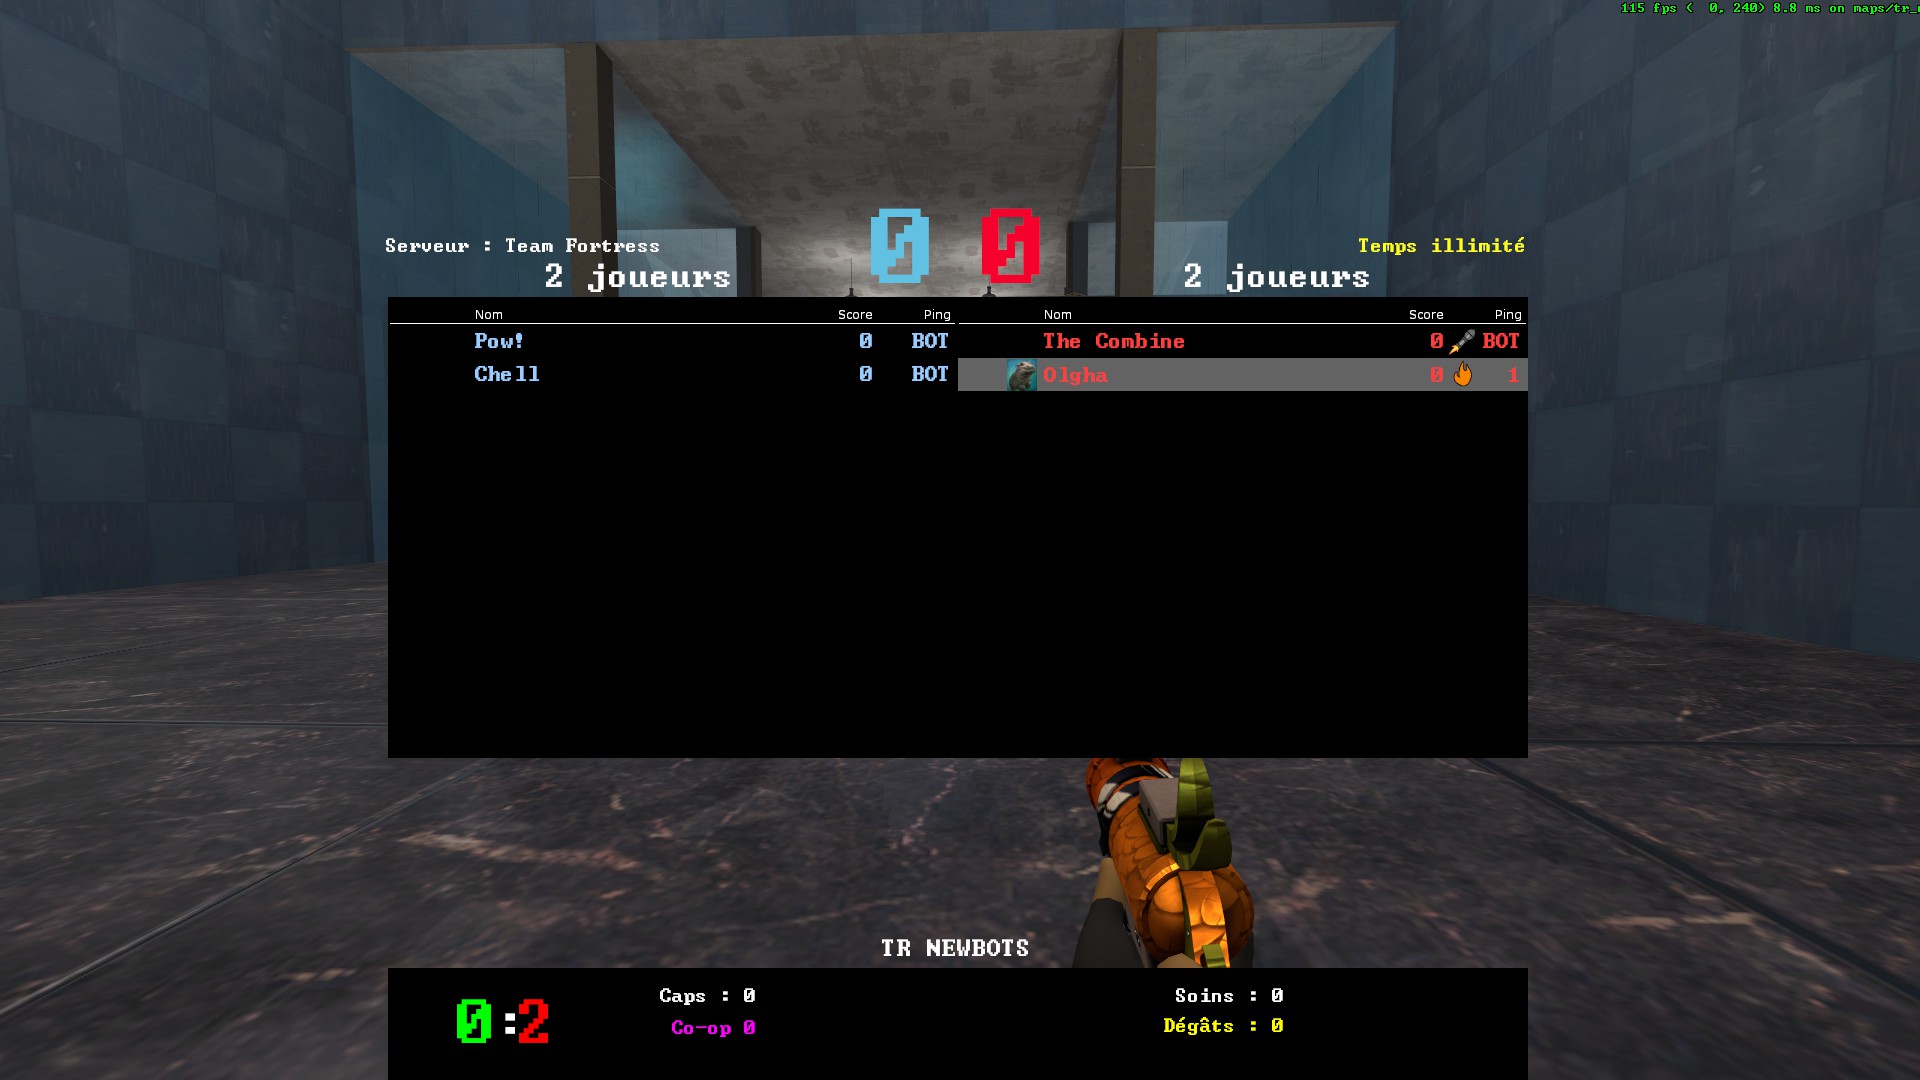 115 fps ( 0, 240) 8.8 ms on maps/tr_
0 0
Serveur : Team Fortress
Temps illimité
2 joueurs
2 joueurs
Nom Score Ping
Nom Score Ping
Pow! 0 BOT
The Combine 0 BOT
Chell 0 BOT
Olgha 0 1
TR NEWBOTS
0:2
Caps : 0
Soins : 0
Co-op 0
Dégâts : 0